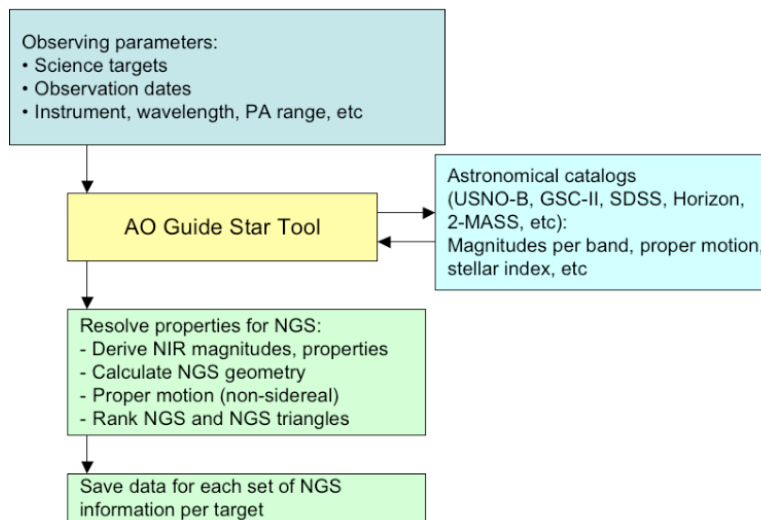 Observing parameters:
• Science targets
• Observation dates
• Instrument, wavelength, PA range, etc
AO Guide Star Tool
Astronomical catalogs
(USNO-B, GSC-II, SDSS, Horizon,
2-MASS, etc):
Magnitudes per band, proper motion,
stellar index, etc
Resolve properties for NGS:
- Derive NIR magnitudes, properties
- Calculate NGS geometry
- Proper motion (non-sidereal)
- Rank NGS and NGS triangles
Save data for each set of NGS
information per target